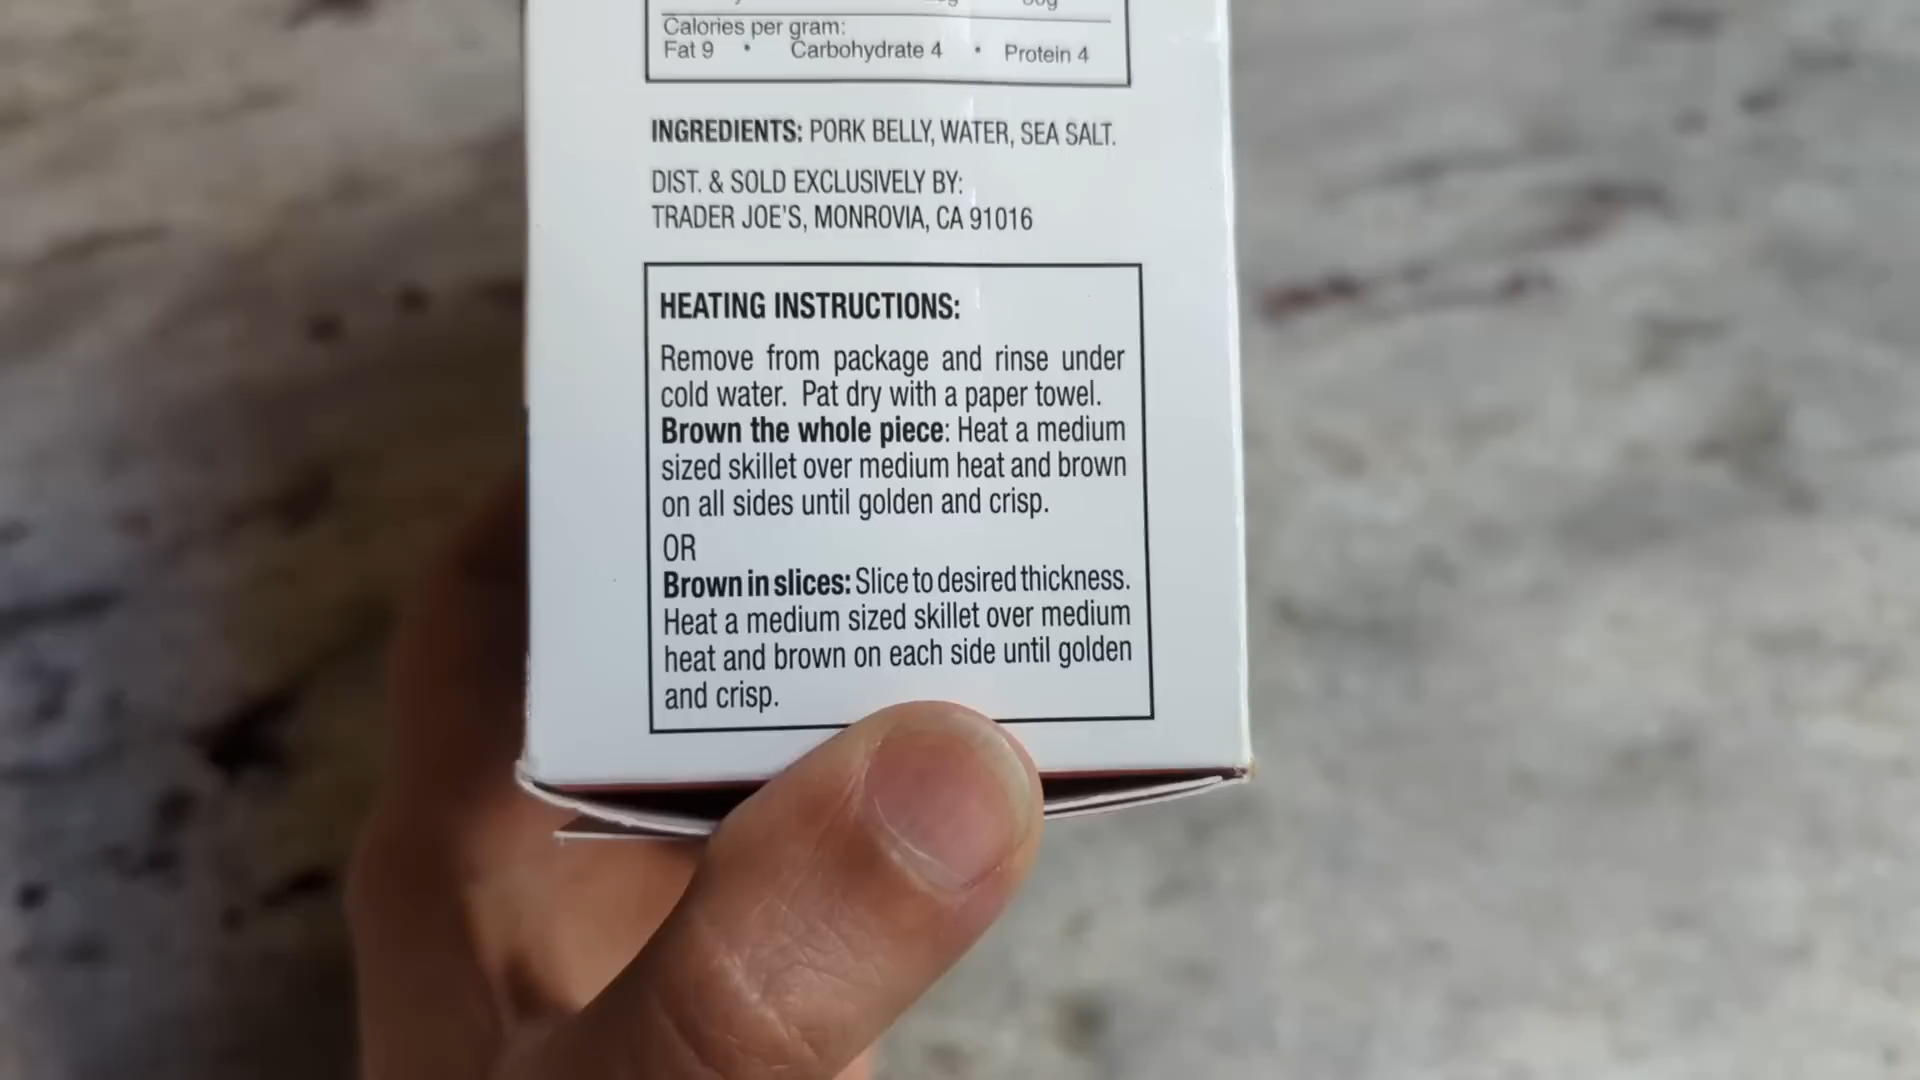 Calories per gram:
Fat 9 • Carbohydrate 4 • Protein 4
INGREDIENTS: PORK BELLY, WATER, SEA SALT.
DIST. & SOLD EXCLUSIVELY BY:
TRADER JOE'S, MONROVIA, CA 91016
HEATING INSTRUCTIONS:
Remove from package and rinse under
cold water. Pat dry with a paper towel.
Brown the whole piece: Heat a medium
sized skillet over medium heat and brown
on all sides until golden and crisp.
OR
Brown in slices: Slice to desired thickness.
Heat a medium sized skillet over medium
heat and brown on each side until golden
and crisp.